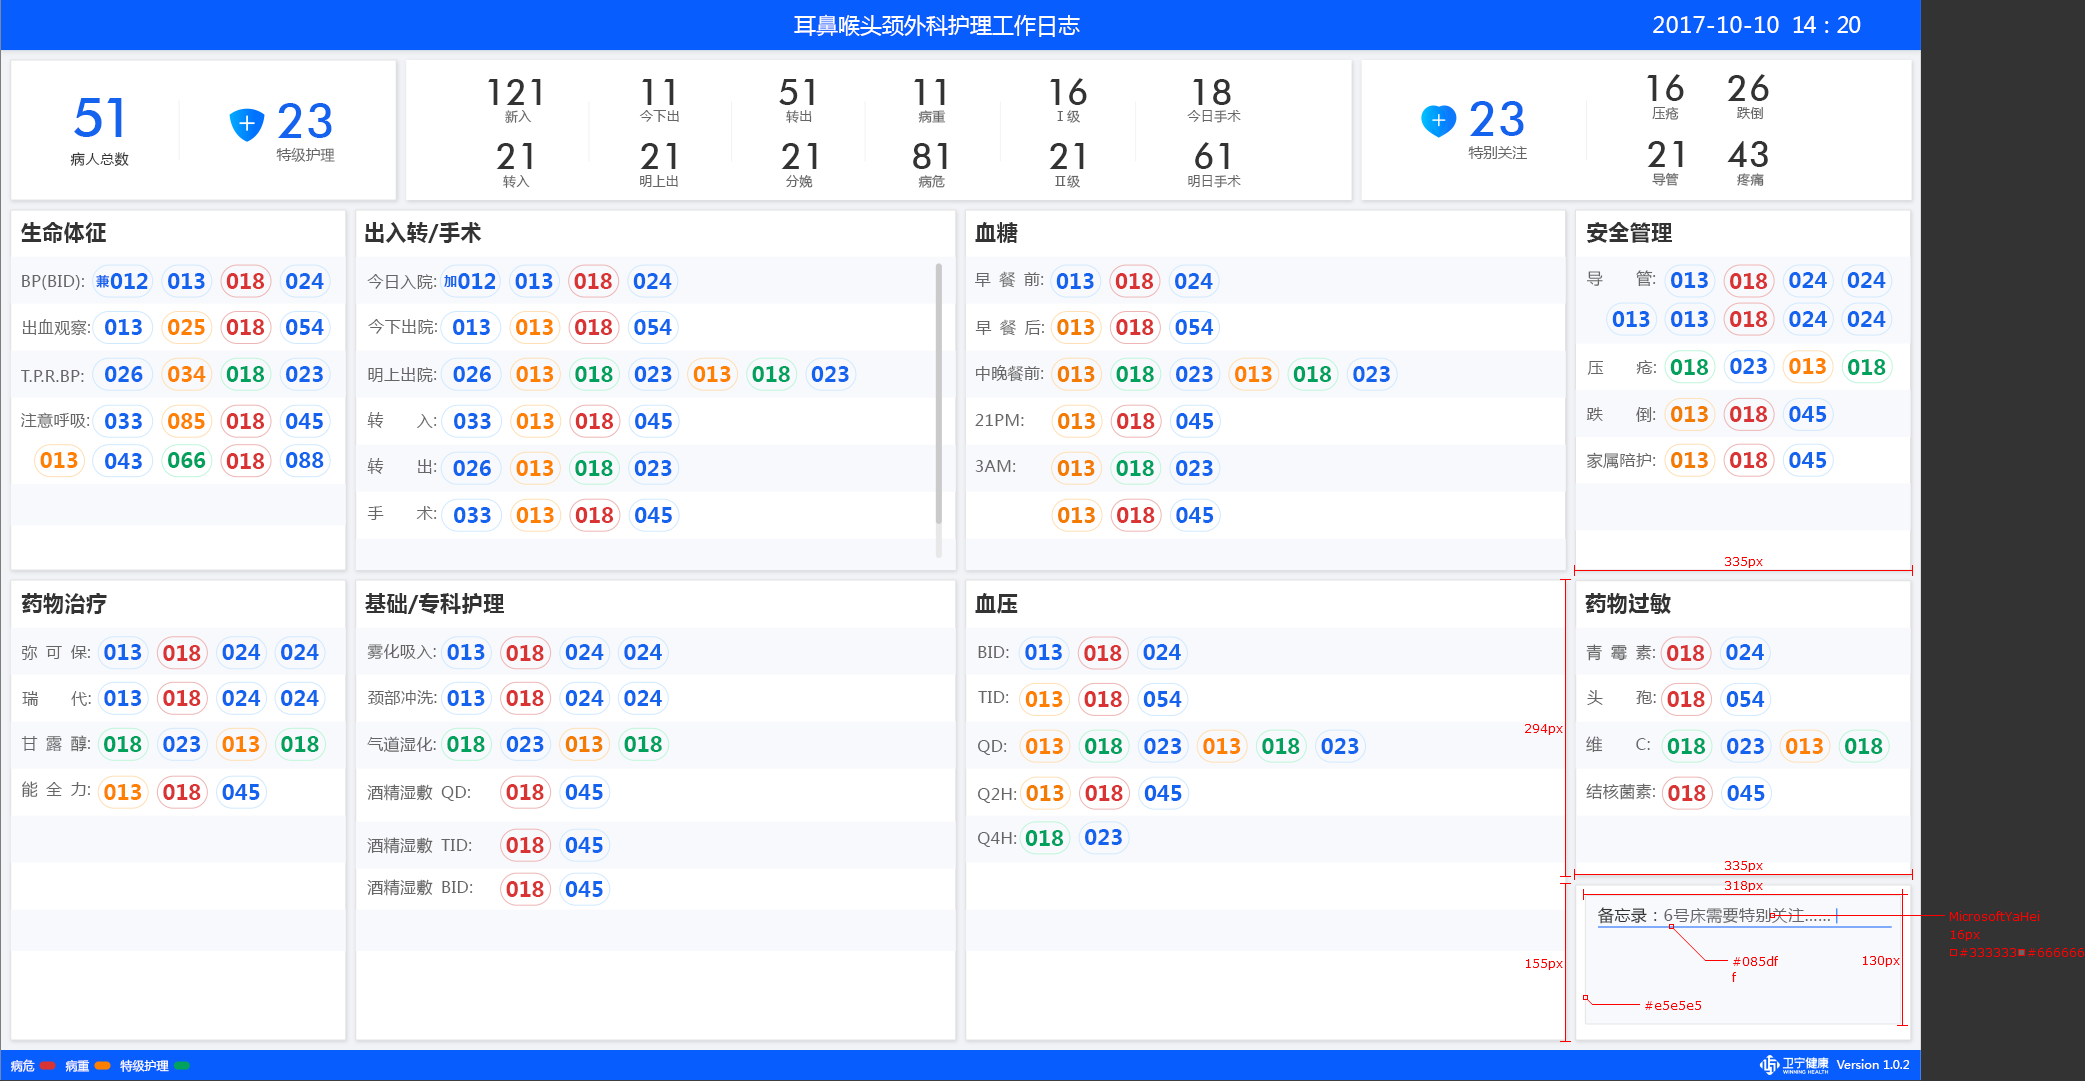 耳鼻喉头颈外科护理工作日志
2017-10-10 14 : 20
51
病人总数
23
特级护理
121 11 51 11 16 18
新入 今下出 转出 病重 I 级 今日手术
21 21 21 81 21 61
转入 明上出 分娩 病危 II级 明日手术
23
特别关注
16 26
压疮 跌倒
21 43
导管 疼痛
生命体征
BP(BID): 兼012 013 018 024
出血观察: 013 025 018 054
T.P.R.BP: 026 034 018 023
注意呼吸: 033 085 018 045
013 043 066 018 088
出入转/手术
今日入院: 加012 013 018 024
今下出院: 013 013 018 054
明上出院: 026 013 018 023 013 018 023
转 入: 033 013 018 045
转 出: 026 013 018 023
手 术: 033 013 018 045
血糖
早 餐 前: 013 018 024
早 餐 后: 013 018 054
中晚餐前: 013 018 023 013 018 023
21PM: 013 018 045
3AM: 013 018 023
013 018 045
安全管理
导 管: 013 018 024 024
013 013 018 024 024
压 疮: 018 023 013 018
跌 倒: 013 018 045
家属陪护: 013 018 045
335px
药物治疗
弥 可 保: 013 018 024 024
瑞 代: 013 018 024 024
甘 露 醇: 018 023 013 018
能 全 力: 013 018 045
基础/专科护理
雾化吸入: 013 018 024 024
颈部冲洗: 013 018 024 024
气道湿化: 018 023 013 018
酒精湿敷 QD: 018 045
酒精湿敷 TID: 018 045
酒精湿敷 BID: 018 045
血压
BID: 013 018 024
TID: 013 018 054
QD: 013 018 023 013 018 023
Q2H: 013 018 045
Q4H: 018 023
294px
155px
药物过敏
青 霉 素: 018 024
头 孢: 018 054
维 C: 018 023 013 018
结核菌素: 018 045
335px
318px
备忘录：6号床需要特别关注......
MicrosoftYaHei
16px
#333333 #666666
#085df
f
130px
#e5e5e5
病危 病重 特级护理
卫宁健康
WINNING HEALTH
Version 1.0.2